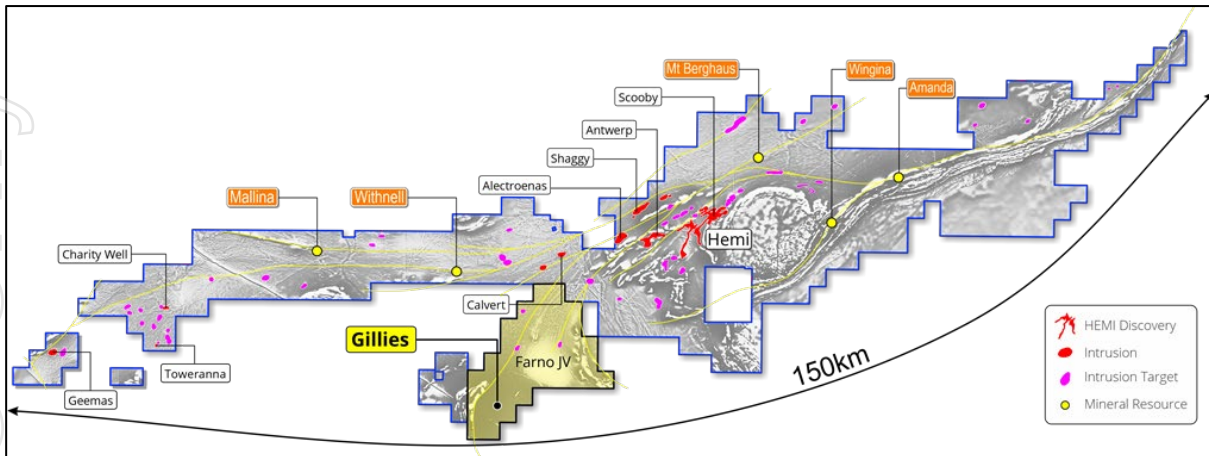 Mt Berghaus
Wingina
Scooby
Amanda
Antwerp
Shaggy
Alectroenas
Mallina
Withnell
Charity Well
Hemi
Calvert
Gillies
Farno JV
Toweranna
Geemas
150km
HEMI Discovery
Intrusion
Intrusion Target
Mineral Resource